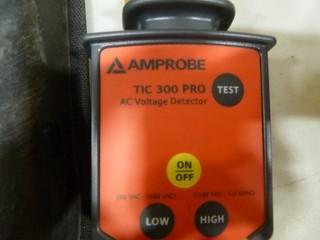 AMPROBE
TIC 300 PRO
TEST
AC Voltage Detector
ON
OFF
LOW
HIGH